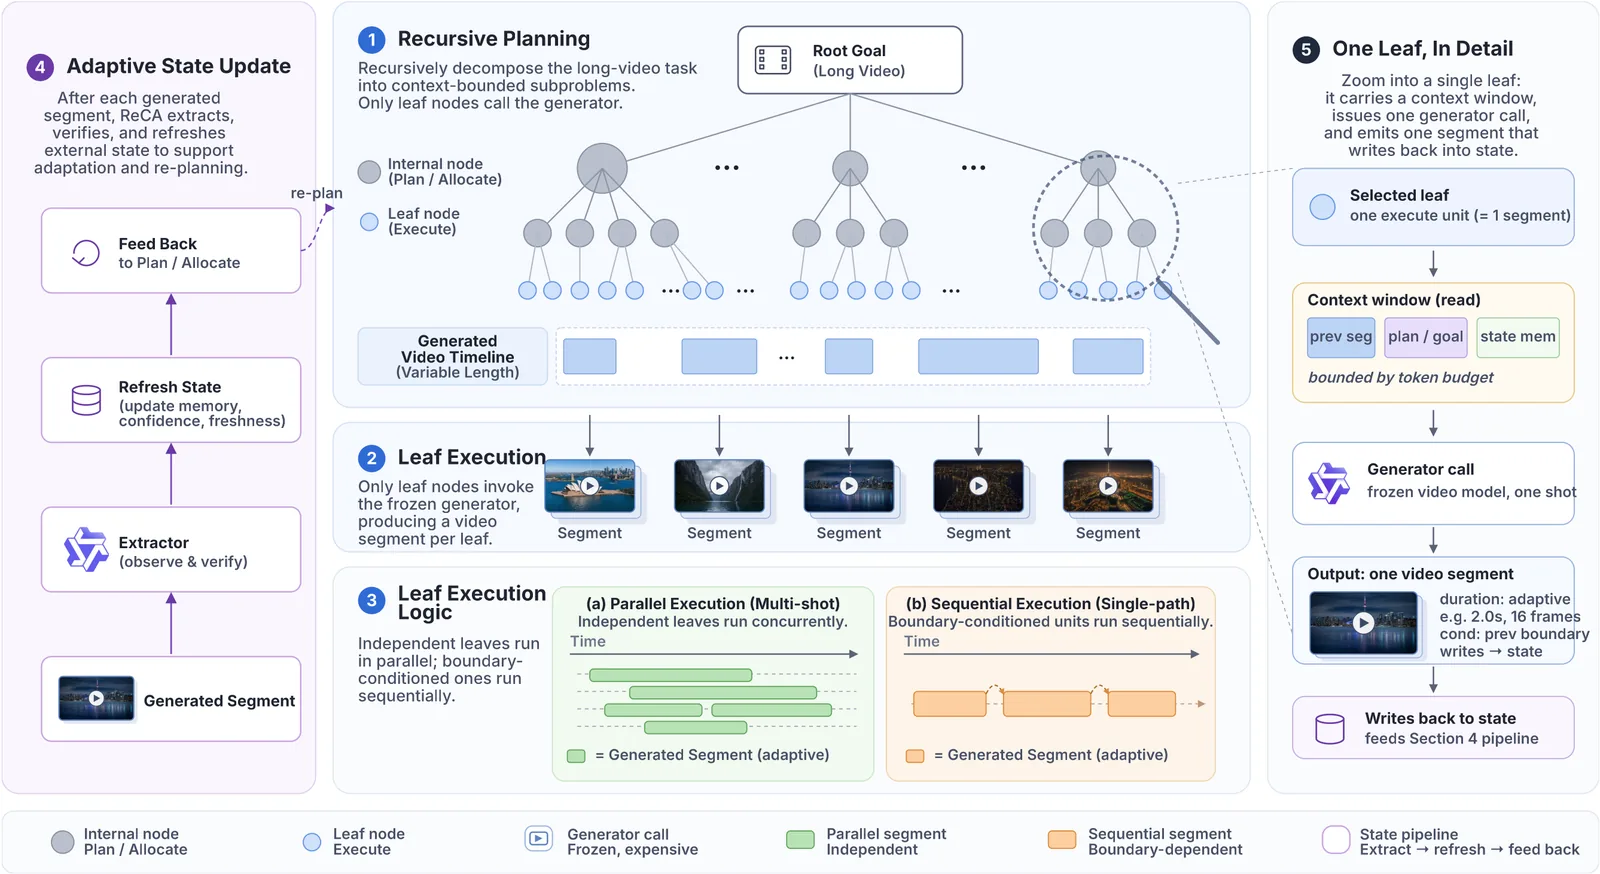 4 Adaptive State Update
After each generated
segment, ReCA extracts,
verifies, and refreshes
external state to support
adaptation and re-planning.
re-plan
Feed Back
to Plan / Allocate
Refresh State
(update memory,
confidence, freshness)
Extractor
(observe & verify)
Generated Segment
1 Recursive Planning
Recursively decompose the long-video task
into context-bounded subproblems.
Only leaf nodes call the generator.
Root Goal
(Long Video)
Internal node
(Plan / Allocate)
Leaf node
(Execute)
Generated
Video Timeline
(Variable Length)
2 Leaf Execution
Only leaf nodes invoke
the frozen generator,
producing a video
segment per leaf.
Segment
Segment
Segment
Segment
Segment
3 Leaf Execution
Logic
Independent leaves run
in parallel; boundary-
conditioned ones run
sequentially.
(a) Parallel Execution (Multi-shot)
Independent leaves run concurrently.
Time
= Generated Segment (adaptive)
(b) Sequential Execution (Single-path)
Boundary-conditioned units run sequentially.
Time
= Generated Segment (adaptive)
5 One Leaf, In Detail
Zoom into a single leaf:
it carries a context window,
issues one generator call,
and emits one segment that
writes back into state.
Selected leaf
one execute unit (= 1 segment)
Context window (read)
prev seg
plan / goal
state mem
bounded by token budget
Generator call
frozen video model, one shot
Output: one video segment
duration: adaptive
e.g. 2.0s, 16 frames
cond: prev boundary
writes → state
Writes back to state
feeds Section 4 pipeline
Internal node
Plan / Allocate
Leaf node
Execute
Generator call
Frozen, expensive
Parallel segment
Independent
Sequential segment
Boundary-dependent
State pipeline
Extract → refresh → feed back